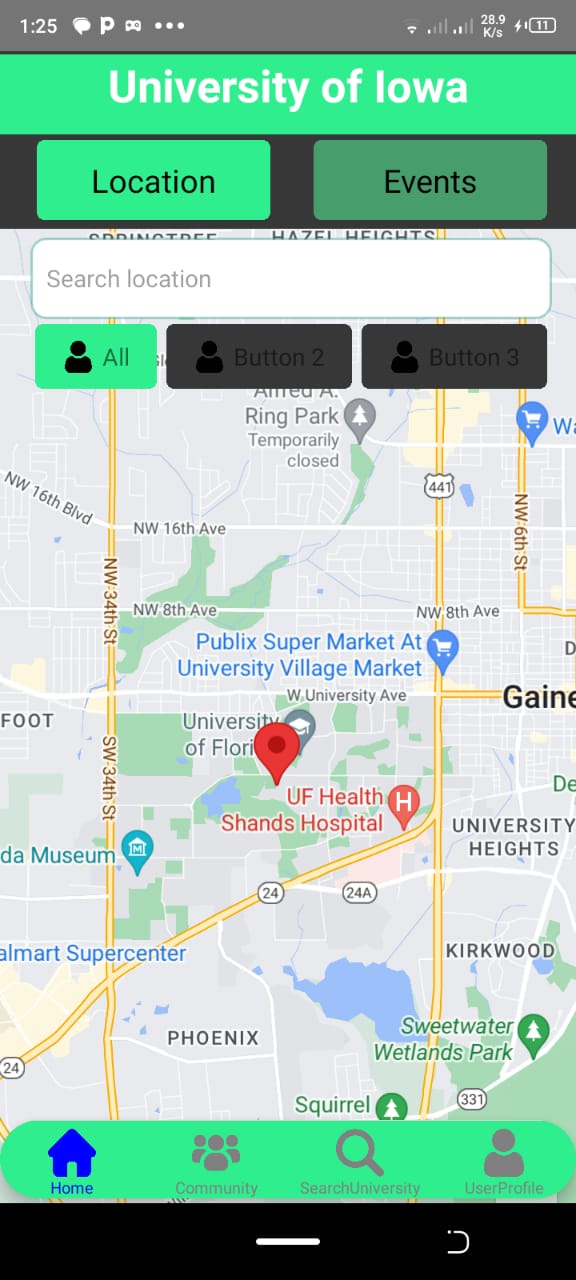 1:25
28.9
K/s
11
University of Iowa
Location
Events
SPRINGTREE
HAZEL HEIGHTS
Search location
All
Button 2
Button 3
Alfred A.
Ring Park
Temporarily
closed
441
NW 16th Blvd
NW 16th Ave
NW 6th St
NW 34th St
NW 8th Ave
NW 8th Ave
Publix Super Market At
University Village Market
W University Ave
Gaine
FOOT
University
of Flori
SW 34th St
UF Health
Shands Hospital
H
De
UNIVERSITY
HEIGHTS
da Museum
M
24
24A
almart Supercenter
KIRKWOOD
PHOENIX
Sweetwater
Wetlands Park
24
331
Squirrel
Home
Community
SearchUniversity
UserProfile